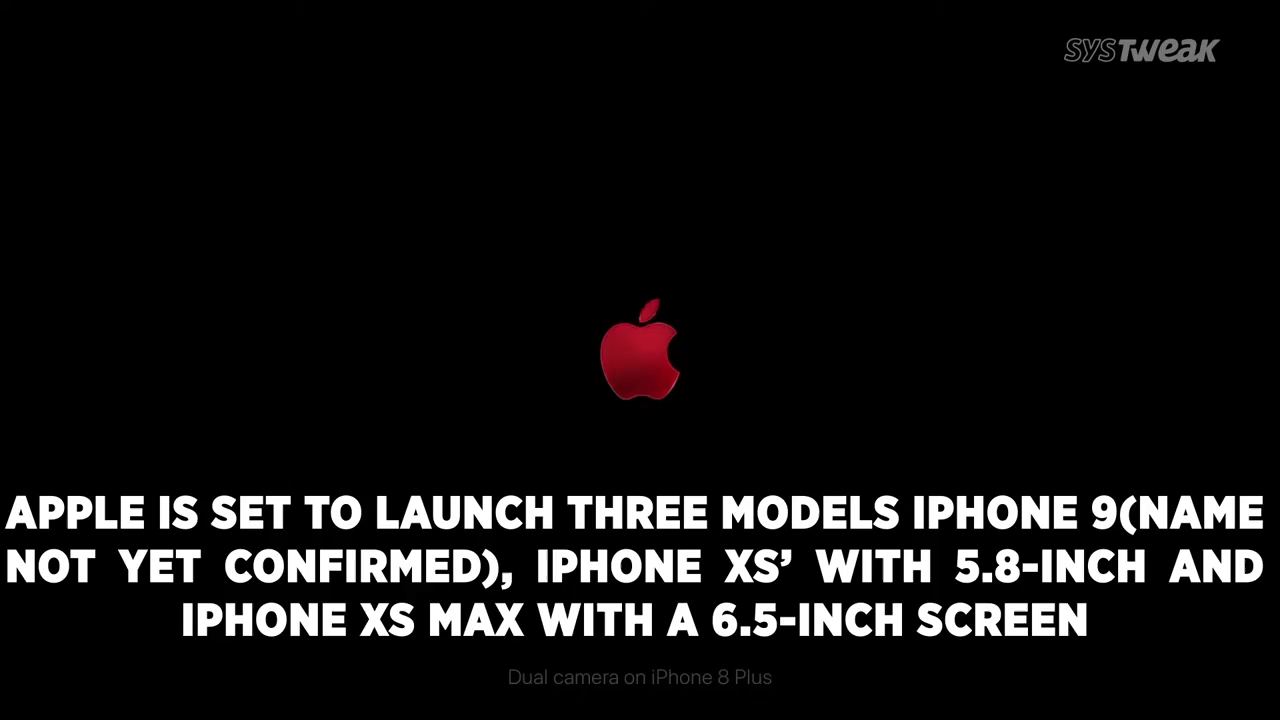 SYSTWEAK
APPLE IS SET TO LAUNCH THREE MODELS IPHONE 9(NAME
NOT YET CONFIRMED), IPHONE XS’ WITH 5.8-INCH AND
IPHONE XS MAX WITH A 6.5-INCH SCREEN
Dual camera on iPhone 8 Plus